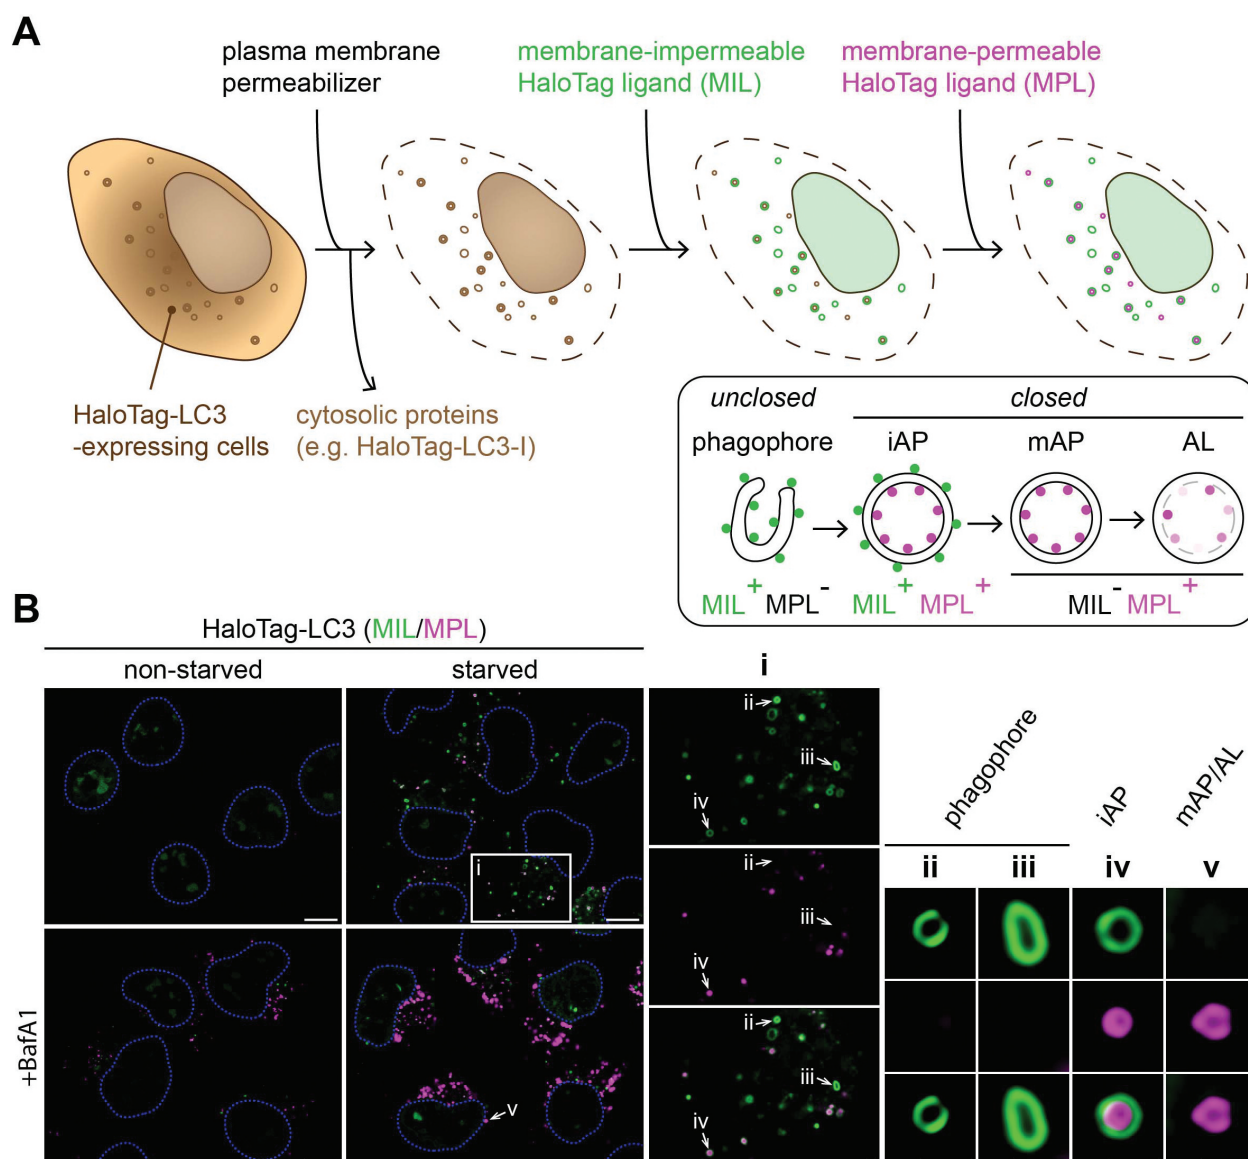 A
plasma membrane
permeabilizer
membrane-impermeable
HaloTag ligand (MIL)
membrane-permeable
HaloTag ligand (MPL)
HaloTag-LC3
-expressing cells
cytosolic proteins
(e.g. HaloTag-LC3-I)
unclosed
closed
phagophore
iAP
mAP
AL
MIL+ MPL-
MIL+ MPL+
MIL- MPL+
B
HaloTag-LC3 (MIL/MPL)
non-starved
starved
+BafA1
i
v
i
ii
iii
iv
ii
iii
iv
ii
iii
iv
phagophore
iAP
mAP/AL
ii
iii
iv
v